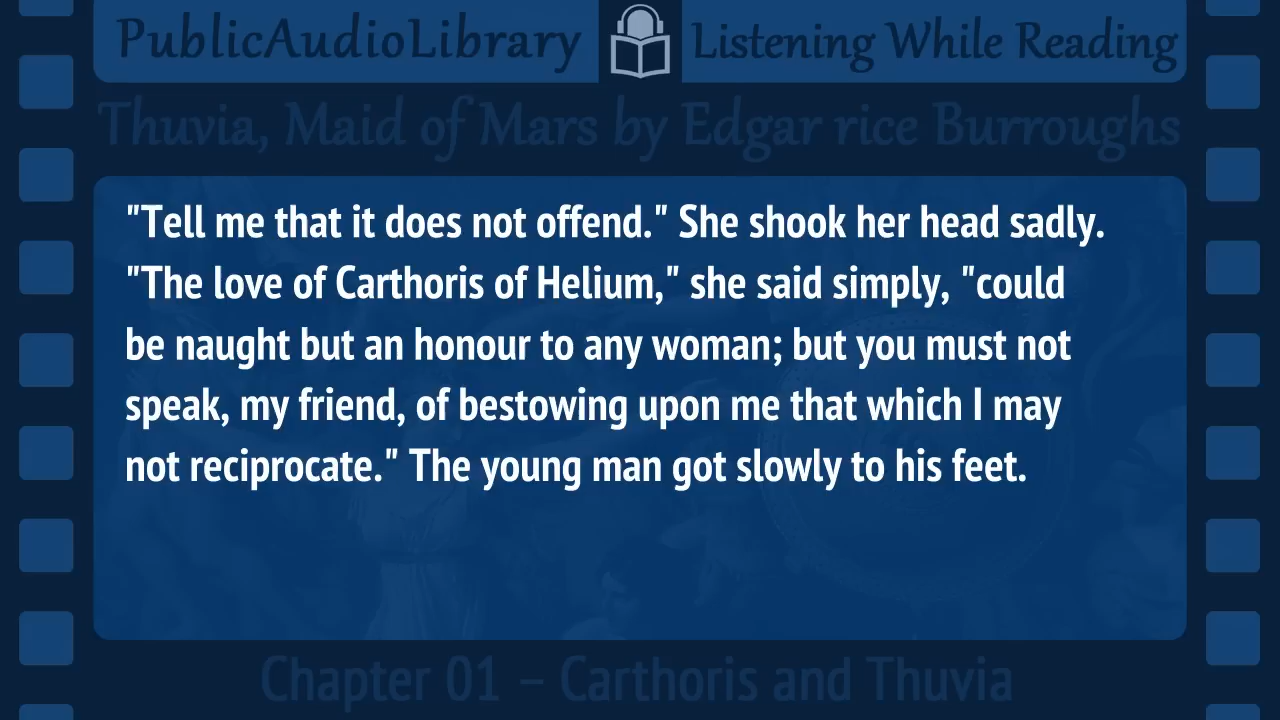 PublicAudioLibrary Listening While Reading
Thuvia, Maid of Mars by Edgar rice Burroughs
"Tell me that it does not offend." She shook her head sadly.
"The love of Carthoris of Helium," she said simply, "could
be naught but an honour to any woman; but you must not
speak, my friend, of bestowing upon me that which I may
not reciprocate." The young man got slowly to his feet.
Chapter 01 – Carthoris and Thuvia